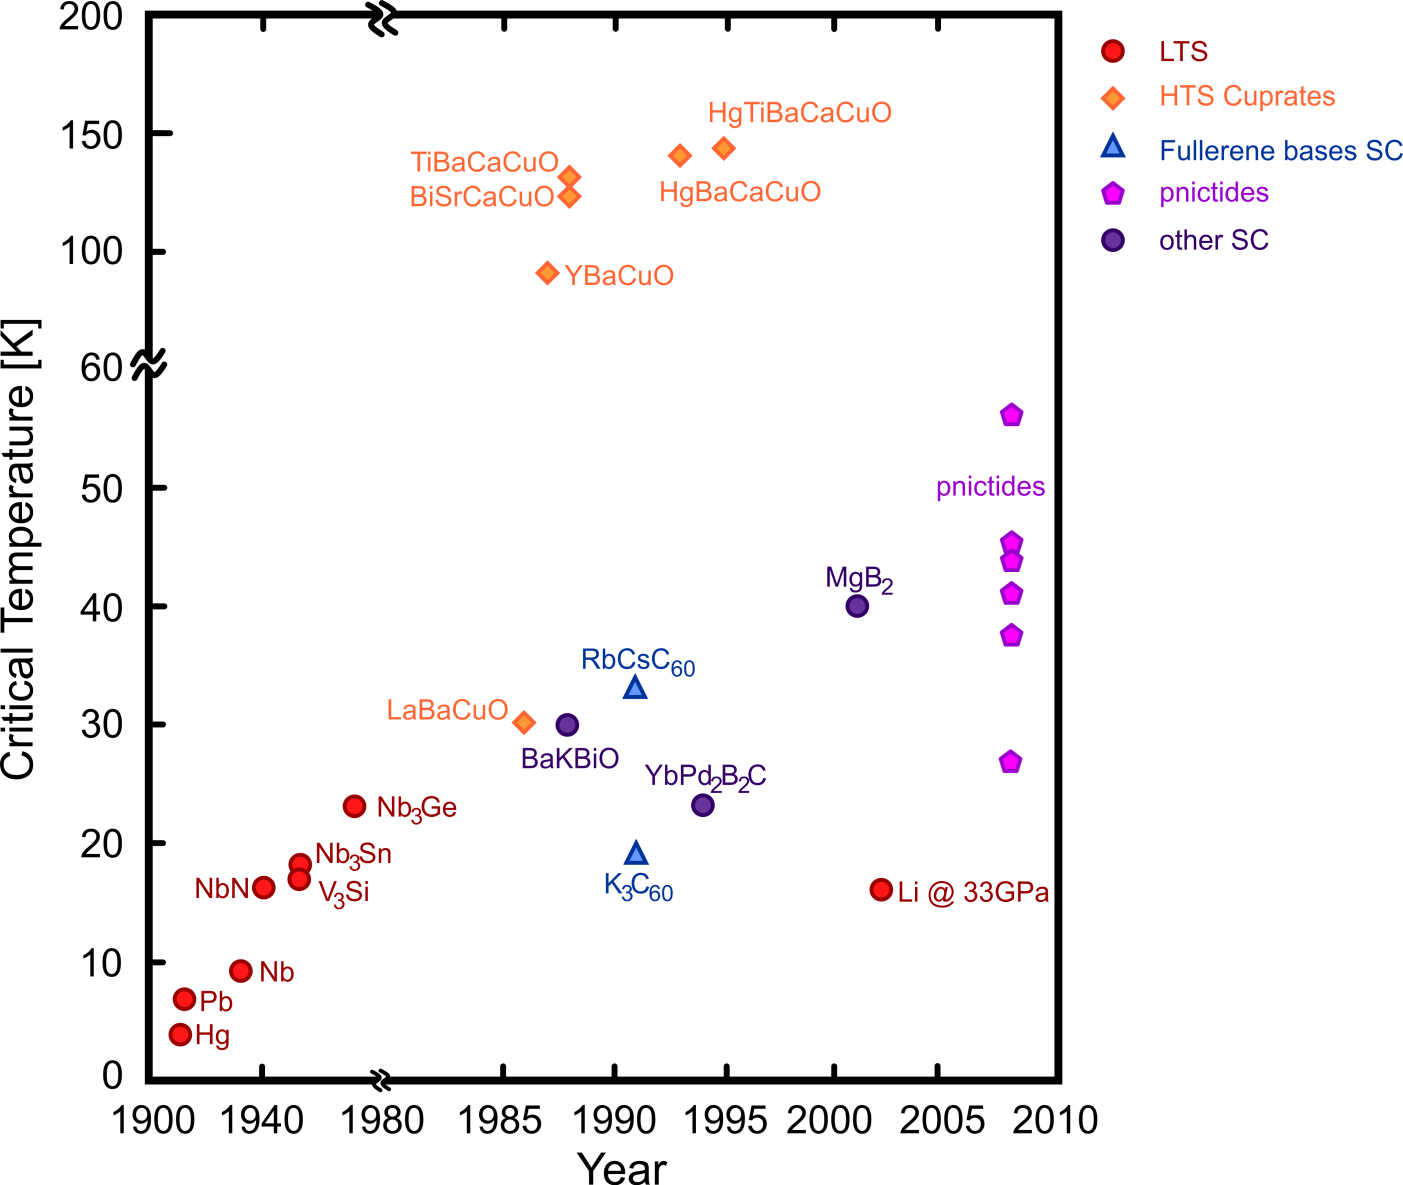 200
150
100
60
50
40
30
20
10
0
Critical Temperature [K]
1900 1940 1980 1985 1990 1995 2000 2005 2010
Year
HgTiBaCaCuO
TiBaCaCuO
BiSrCaCuO
HgBaCaCuO
YBaCuO
pnictides
MgB2
RbCsC60
LaBaCuO
BaKBiO
YbPd2B2C
Nb3Ge
Nb3Sn
NbN
V3Si
K3C60
Li @ 33GPa
Nb
Pb
Hg
LTS
HTS Cuprates
Fullerene bases SC
pnictides
other SC